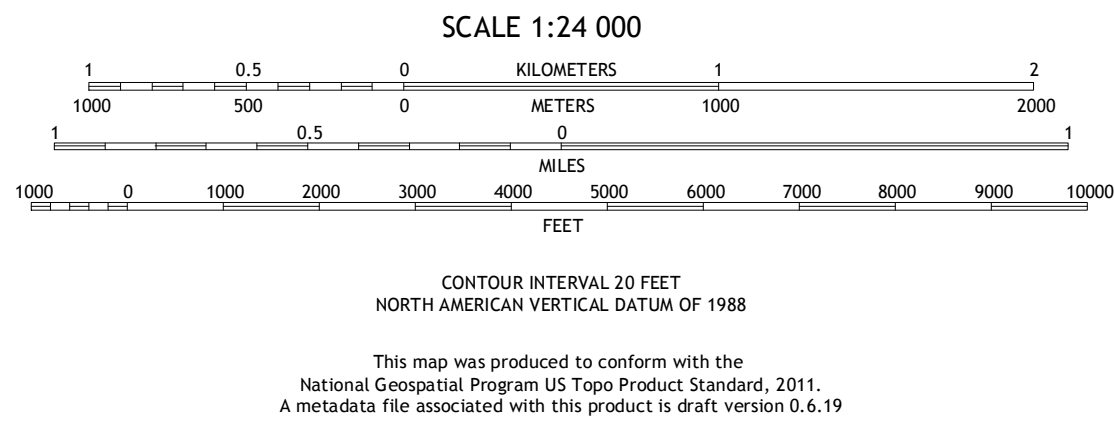 SCALE 1:24 000
1 0.5 0 KILOMETERS 1 2
1000 500 0 METERS 1000 2000
1 0.5 0 1
MILES
1000 0 1000 2000 3000 4000 5000 6000 7000 8000 9000 10000
FEET
CONTOUR INTERVAL 20 FEET
NORTH AMERICAN VERTICAL DATUM OF 1988
This map was produced to conform with the
National Geospatial Program US Topo Product Standard, 2011.
A metadata file associated with this product is draft version 0.6.19